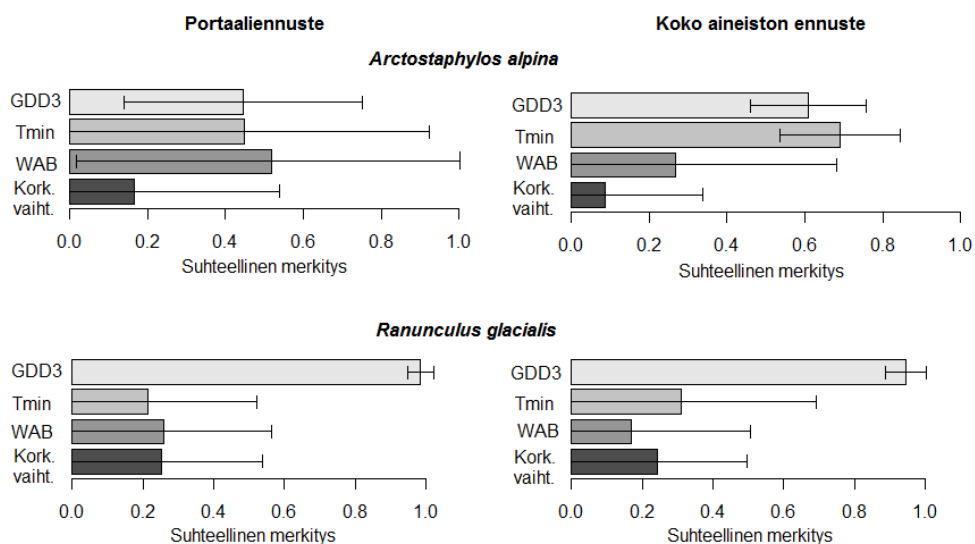 Portaaliennuste
Koko aineiston ennuste
Arctostaphylos alpina
GDD3
Tmin
WAB
Kork.
vaiht.
0.0 0.2 0.4 0.6 0.8 1.0
Suhteellinen merkitys
GDD3
Tmin
WAB
Kork.
vaiht.
0.0 0.2 0.4 0.6 0.8 1.0
Suhteellinen merkitys
Ranunculus glacialis
GDD3
Tmin
WAB
Kork.
vaiht.
0.0 0.2 0.4 0.6 0.8 1.0
Suhteellinen merkitys
GDD3
Tmin
WAB
Kork.
vaiht.
0.0 0.2 0.4 0.6 0.8 1.0
Suhteellinen merkitys